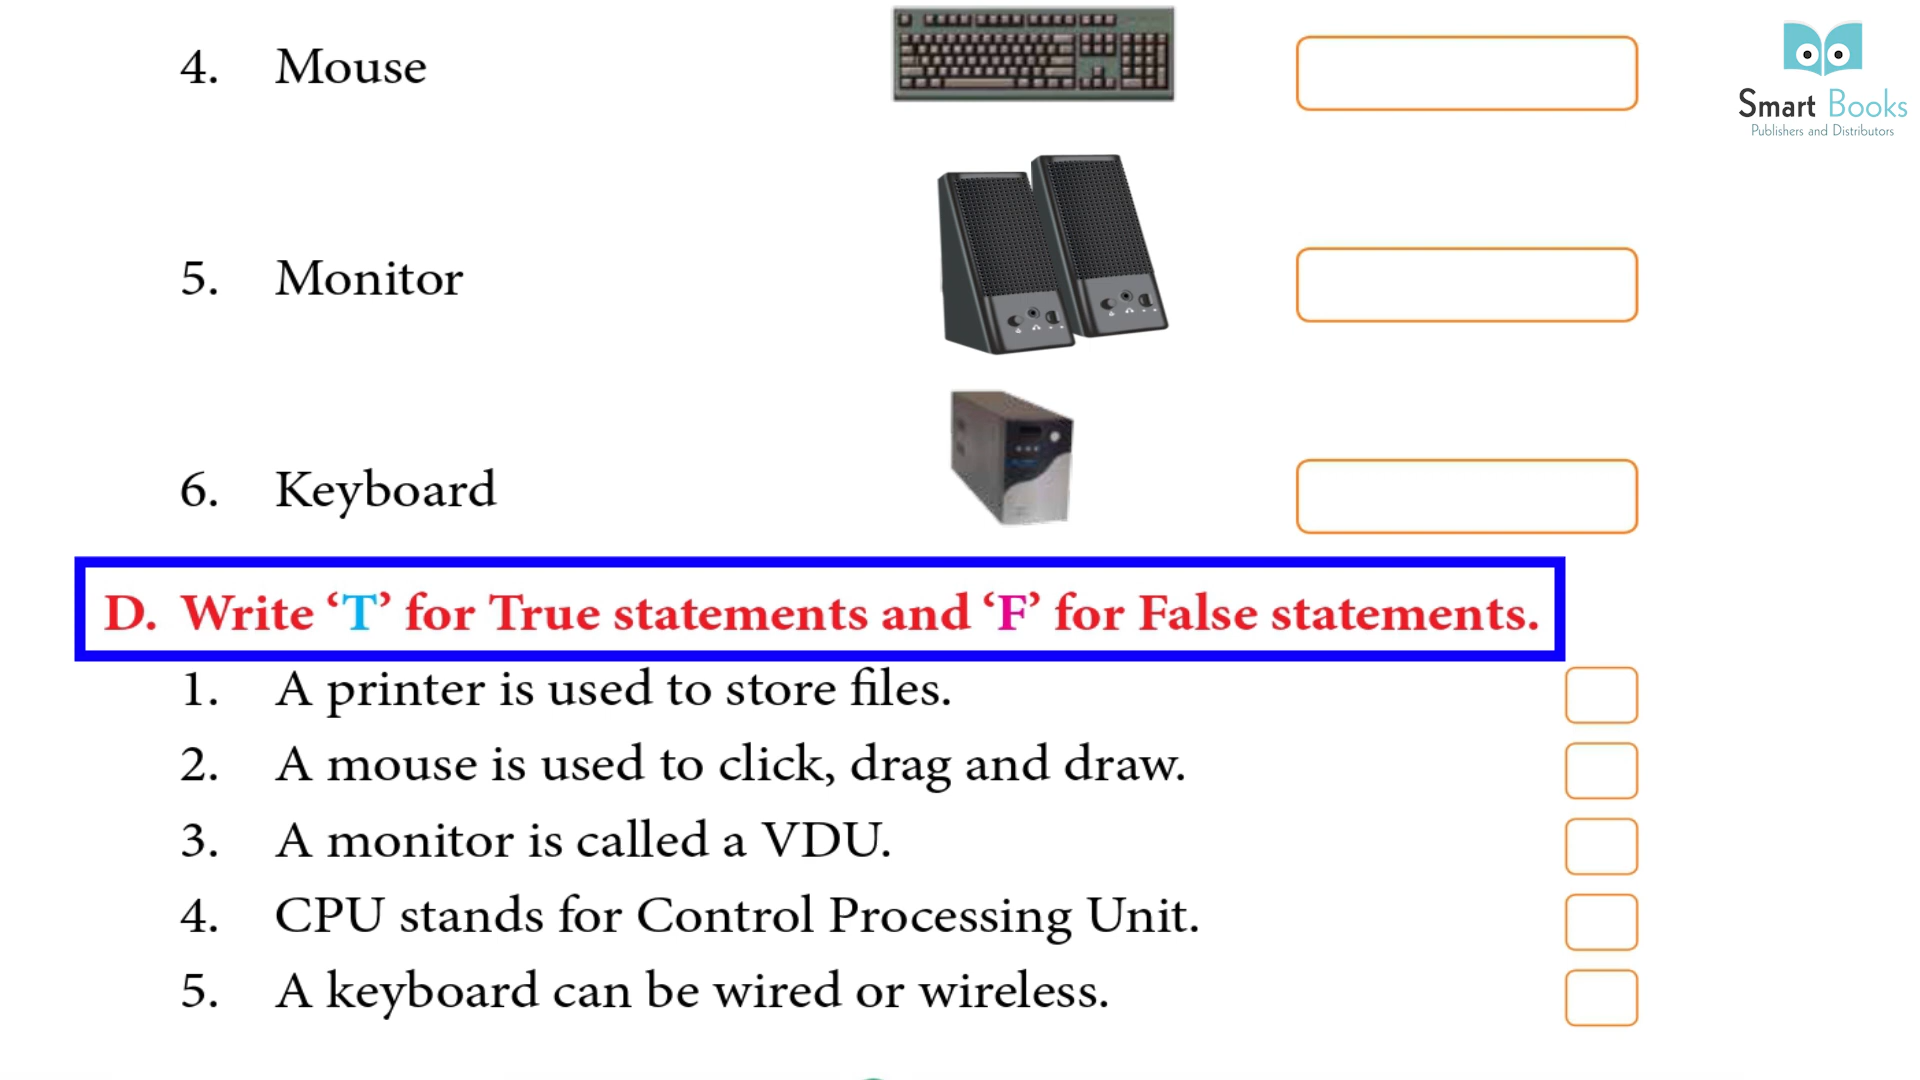 4. Mouse
Smart Books
Publishers and Distributors
5. Monitor
6. Keyboard
D. Write ‘T’ for True statements and ‘F’ for False statements.
1. A printer is used to store files.
2. A mouse is used to click, drag and draw.
3. A monitor is called a VDU.
4. CPU stands for Control Processing Unit.
5. A keyboard can be wired or wireless.